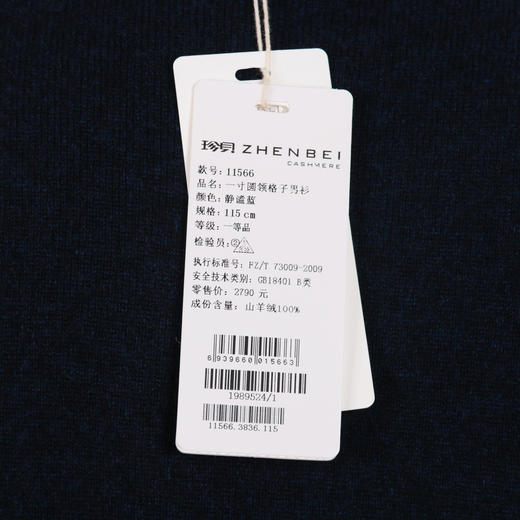 珍贝 ZHENBEI
CASHMERE
款号: 11566
品名: 一寸圆领格子男衫
颜色: 静谧蓝
规格: 115cm
等级: 一等品
检验员: ②
执行标准号: FZ/T 73009-2009
安全技术类别: GB18401 B类
零售价: 2790 元
成份含量: 山羊绒100%
6 939660 015663
1989524/1
11566.3836.115